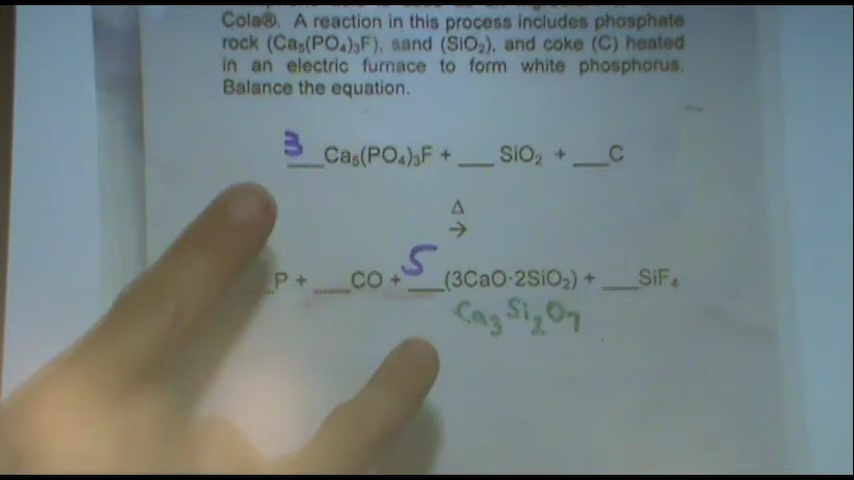 Cola®. A reaction in this process includes phosphate
rock (Ca₅(PO₄)₃F), sand (SiO₂), and coke (C) heated
in an electric furnace to form white phosphorus.
Balance the equation.
3 Ca₅(PO₄)₃F + ___ SiO₂ + ___C
Δ
→
_P + ___CO + 5 (3CaO·2SiO₂) + ___SiF₄
Ca₃Si₂O₇